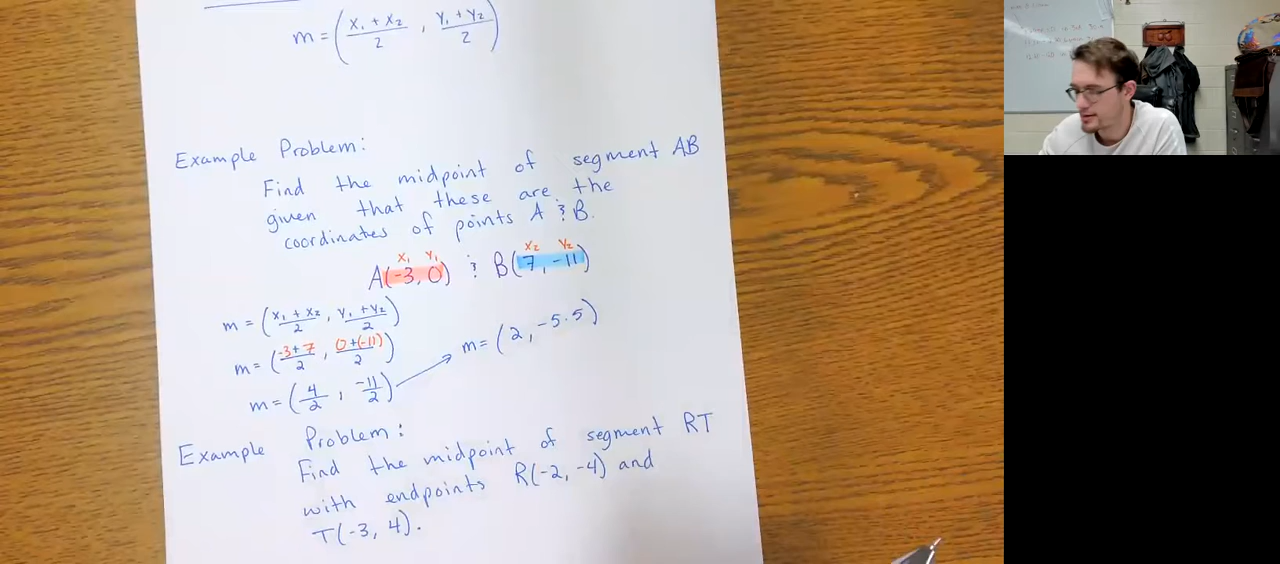 m = (x₁ + x₂ / 2 , y₁ + y₂ / 2)
Example Problem:
Find the midpoint of segment AB
given that these are the
coordinates of points A & B.
x₁ y₁ x₂ y₂
A(-3, 0) & B(7, -11)
m = (x₁ + x₂ / 2 , y₁ + y₂ / 2)
m = (-3+7 / 2 , 0+(-11) / 2)
m = (4/2 , -11/2)
m = (2, -5.5)
Example Problem:
Find the midpoint of segment RT
with endpoints R(-2, -4) and
T(-3, 4).